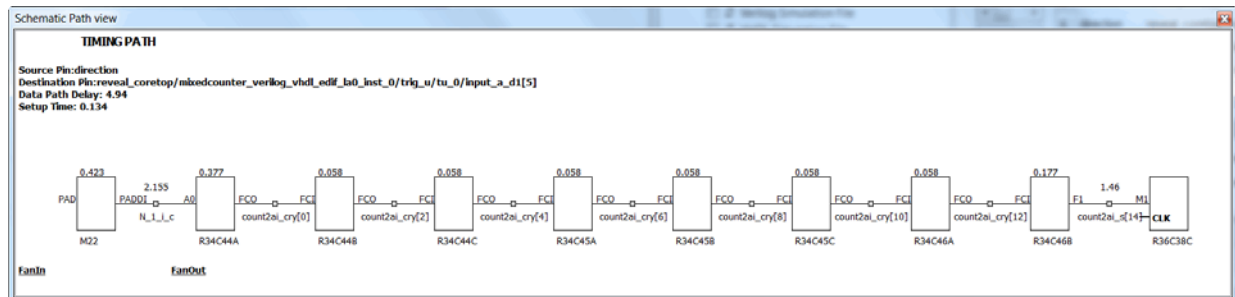 Schematic Path view
TIMING PATH
Source Pin:direction
Destination Pin:reveal_coretop/mixedcounter_verilog_vhdl_edif_la0_inst_0/trig_u/tu_0/input_a_d1[5]
Data Path Delay: 4.94
Setup Time: 0.134
0.423 0.377 0.058 0.058 0.058 0.058 0.058 0.058 0.177
2.155 1.46
PAD PADDI A0 FCO FCI FCO FCI FCO FCI FCO FCI FCO FCI FCO FCI FCO FCI F1 M1
N_1_i_c count2ai_cry[0] count2ai_cry[2] count2ai_cry[4] count2ai_cry[6] count2ai_cry[8] count2ai_cry[10] count2ai_cry[12] count2ai_s[14] CLK
M22 R34C44A R34C44B R34C44C R34C45A R34C45B R34C45C R34C46A R34C46B R36C38C
FanIn FanOut